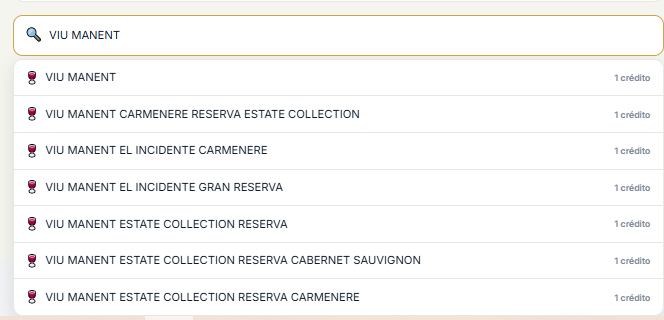 VIU MANENT
VIU MANENT 1 crédito
VIU MANENT CARMENERE RESERVA ESTATE COLLECTION 1 crédito
VIU MANENT EL INCIDENTE CARMENERE 1 crédito
VIU MANENT EL INCIDENTE GRAN RESERVA 1 crédito
VIU MANENT ESTATE COLLECTION RESERVA 1 crédito
VIU MANENT ESTATE COLLECTION RESERVA CABERNET SAUVIGNON 1 crédito
VIU MANENT ESTATE COLLECTION RESERVA CARMENERE 1 crédito